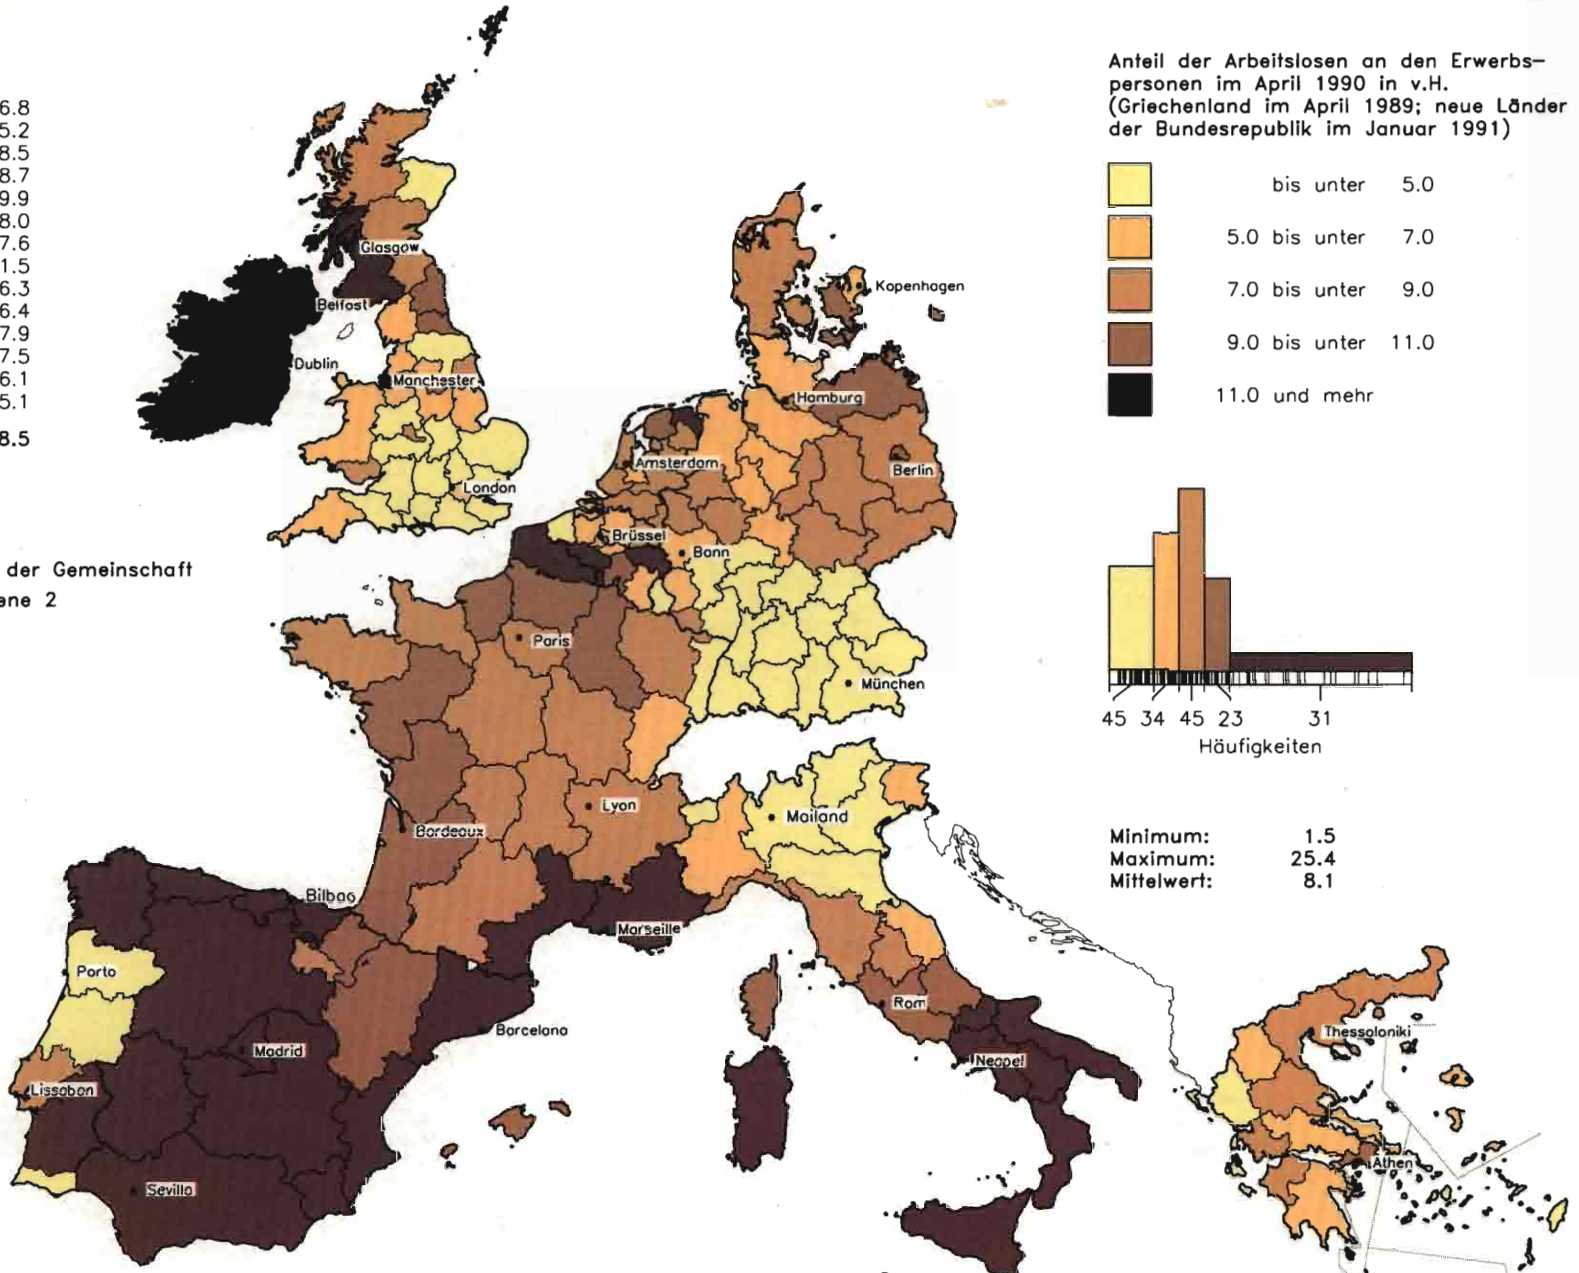 6.8
5.2
8.5
8.7
9.9
8.0
7.6
1.5
6.3
6.4
7.9
7.5
6.1
5.1
8.5
der Gemeinschaft
ene 2
Anteil der Arbeitslosen an den Erwerbs-
personen im April 1990 in v.H.
(Griechenland im April 1989; neue Länder
der Bundesrepublik im Januar 1991)
bis unter 5.0
5.0 bis unter 7.0
7.0 bis unter 9.0
9.0 bis unter 11.0
11.0 und mehr
45 34 45 23 31
Häufigkeiten
Minimum: 1.5
Maximum: 25.4
Mittelwert: 8.1
Glasgow
Belfast
Dublin
Manchester
London
Kopenhagen
Hamburg
Amsterdam
Berlin
Brüssel
Bonn
Paris
München
Lyon
Mailand
Bordeaux
Bilbao
Marseille
Porto
Rom
Barcelona
Madrid
Neapel
Thessaloniki
Lissabon
Athen
Sevilla